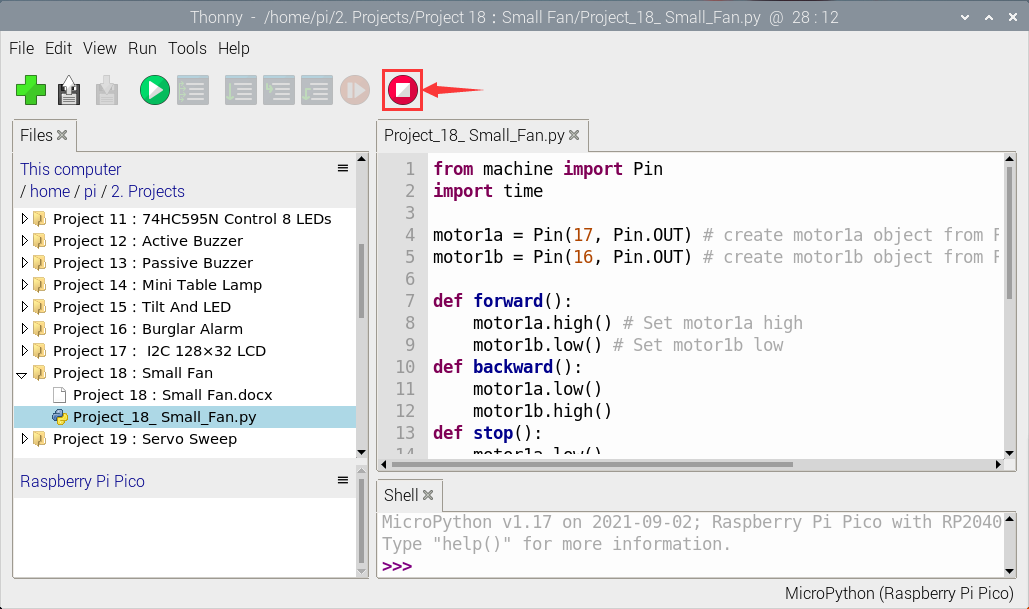 Thonny - /home/pi/2. Projects/Project 18 : Small Fan/Project_18_ Small_Fan.py @ 28 : 12
File Edit View Run Tools Help
Files
This computer
/ home / pi / 2. Projects
Project 11 : 74HC595N Control 8 LEDs
Project 12 : Active Buzzer
Project 13 : Passive Buzzer
Project 14 : Mini Table Lamp
Project 15 : Tilt And LED
Project 16 : Burglar Alarm
Project 17 : I2C 128×32 LCD
Project 18 : Small Fan
Project 18 : Small Fan.docx
Project_18_ Small_Fan.py
Project 19 : Servo Sweep
Raspberry Pi Pico
Project_18_ Small_Fan.py
1 from machine import Pin
2 import time
3
4 motor1a = Pin(17, Pin.OUT) # create motor1a object from
5 motor1b = Pin(16, Pin.OUT) # create motor1b object from
6
7 def forward():
8 motor1a.high() # Set motor1a high
9 motor1b.low() # Set motor1b low
10 def backward():
11 motor1a.low()
12 motor1b.high()
13 def stop():
14 motor1a.low()
Shell
MicroPython v1.17 on 2021-09-02; Raspberry Pi Pico with RP2040
Type "help()" for more information.
>>>
MicroPython (Raspberry Pi Pico)